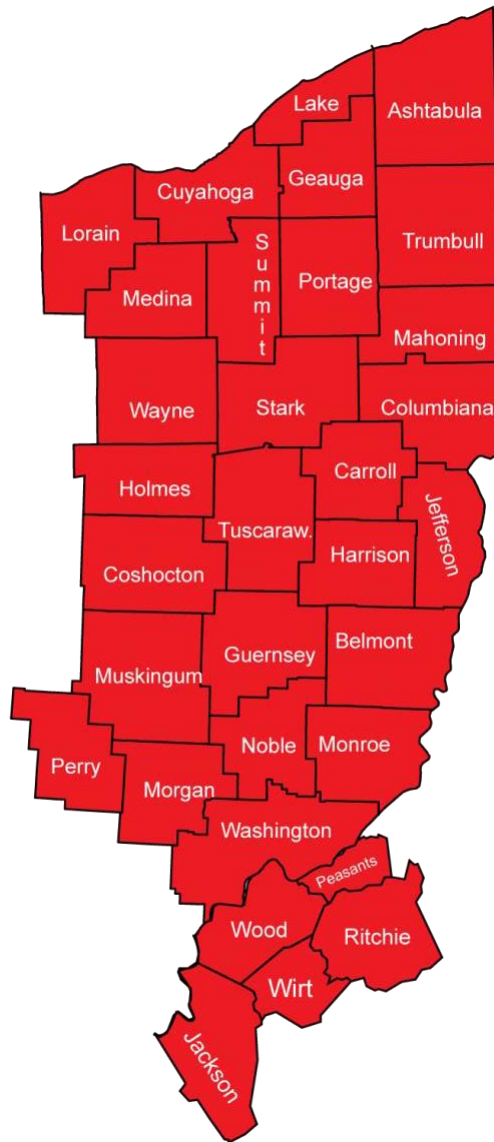 Lake
Ashtabula
Geauga
Cuyahoga
Lorain
Trumbull
Summit
Portage
Medina
Mahoning
Wayne
Stark
Columbiana
Carroll
Holmes
Jefferson
Tuscaraw.
Harrison
Coshocton
Belmont
Guernsey
Muskingum
Noble
Monroe
Perry
Morgan
Washington
Peasants
Wood
Ritchie
Wirt
Jackson